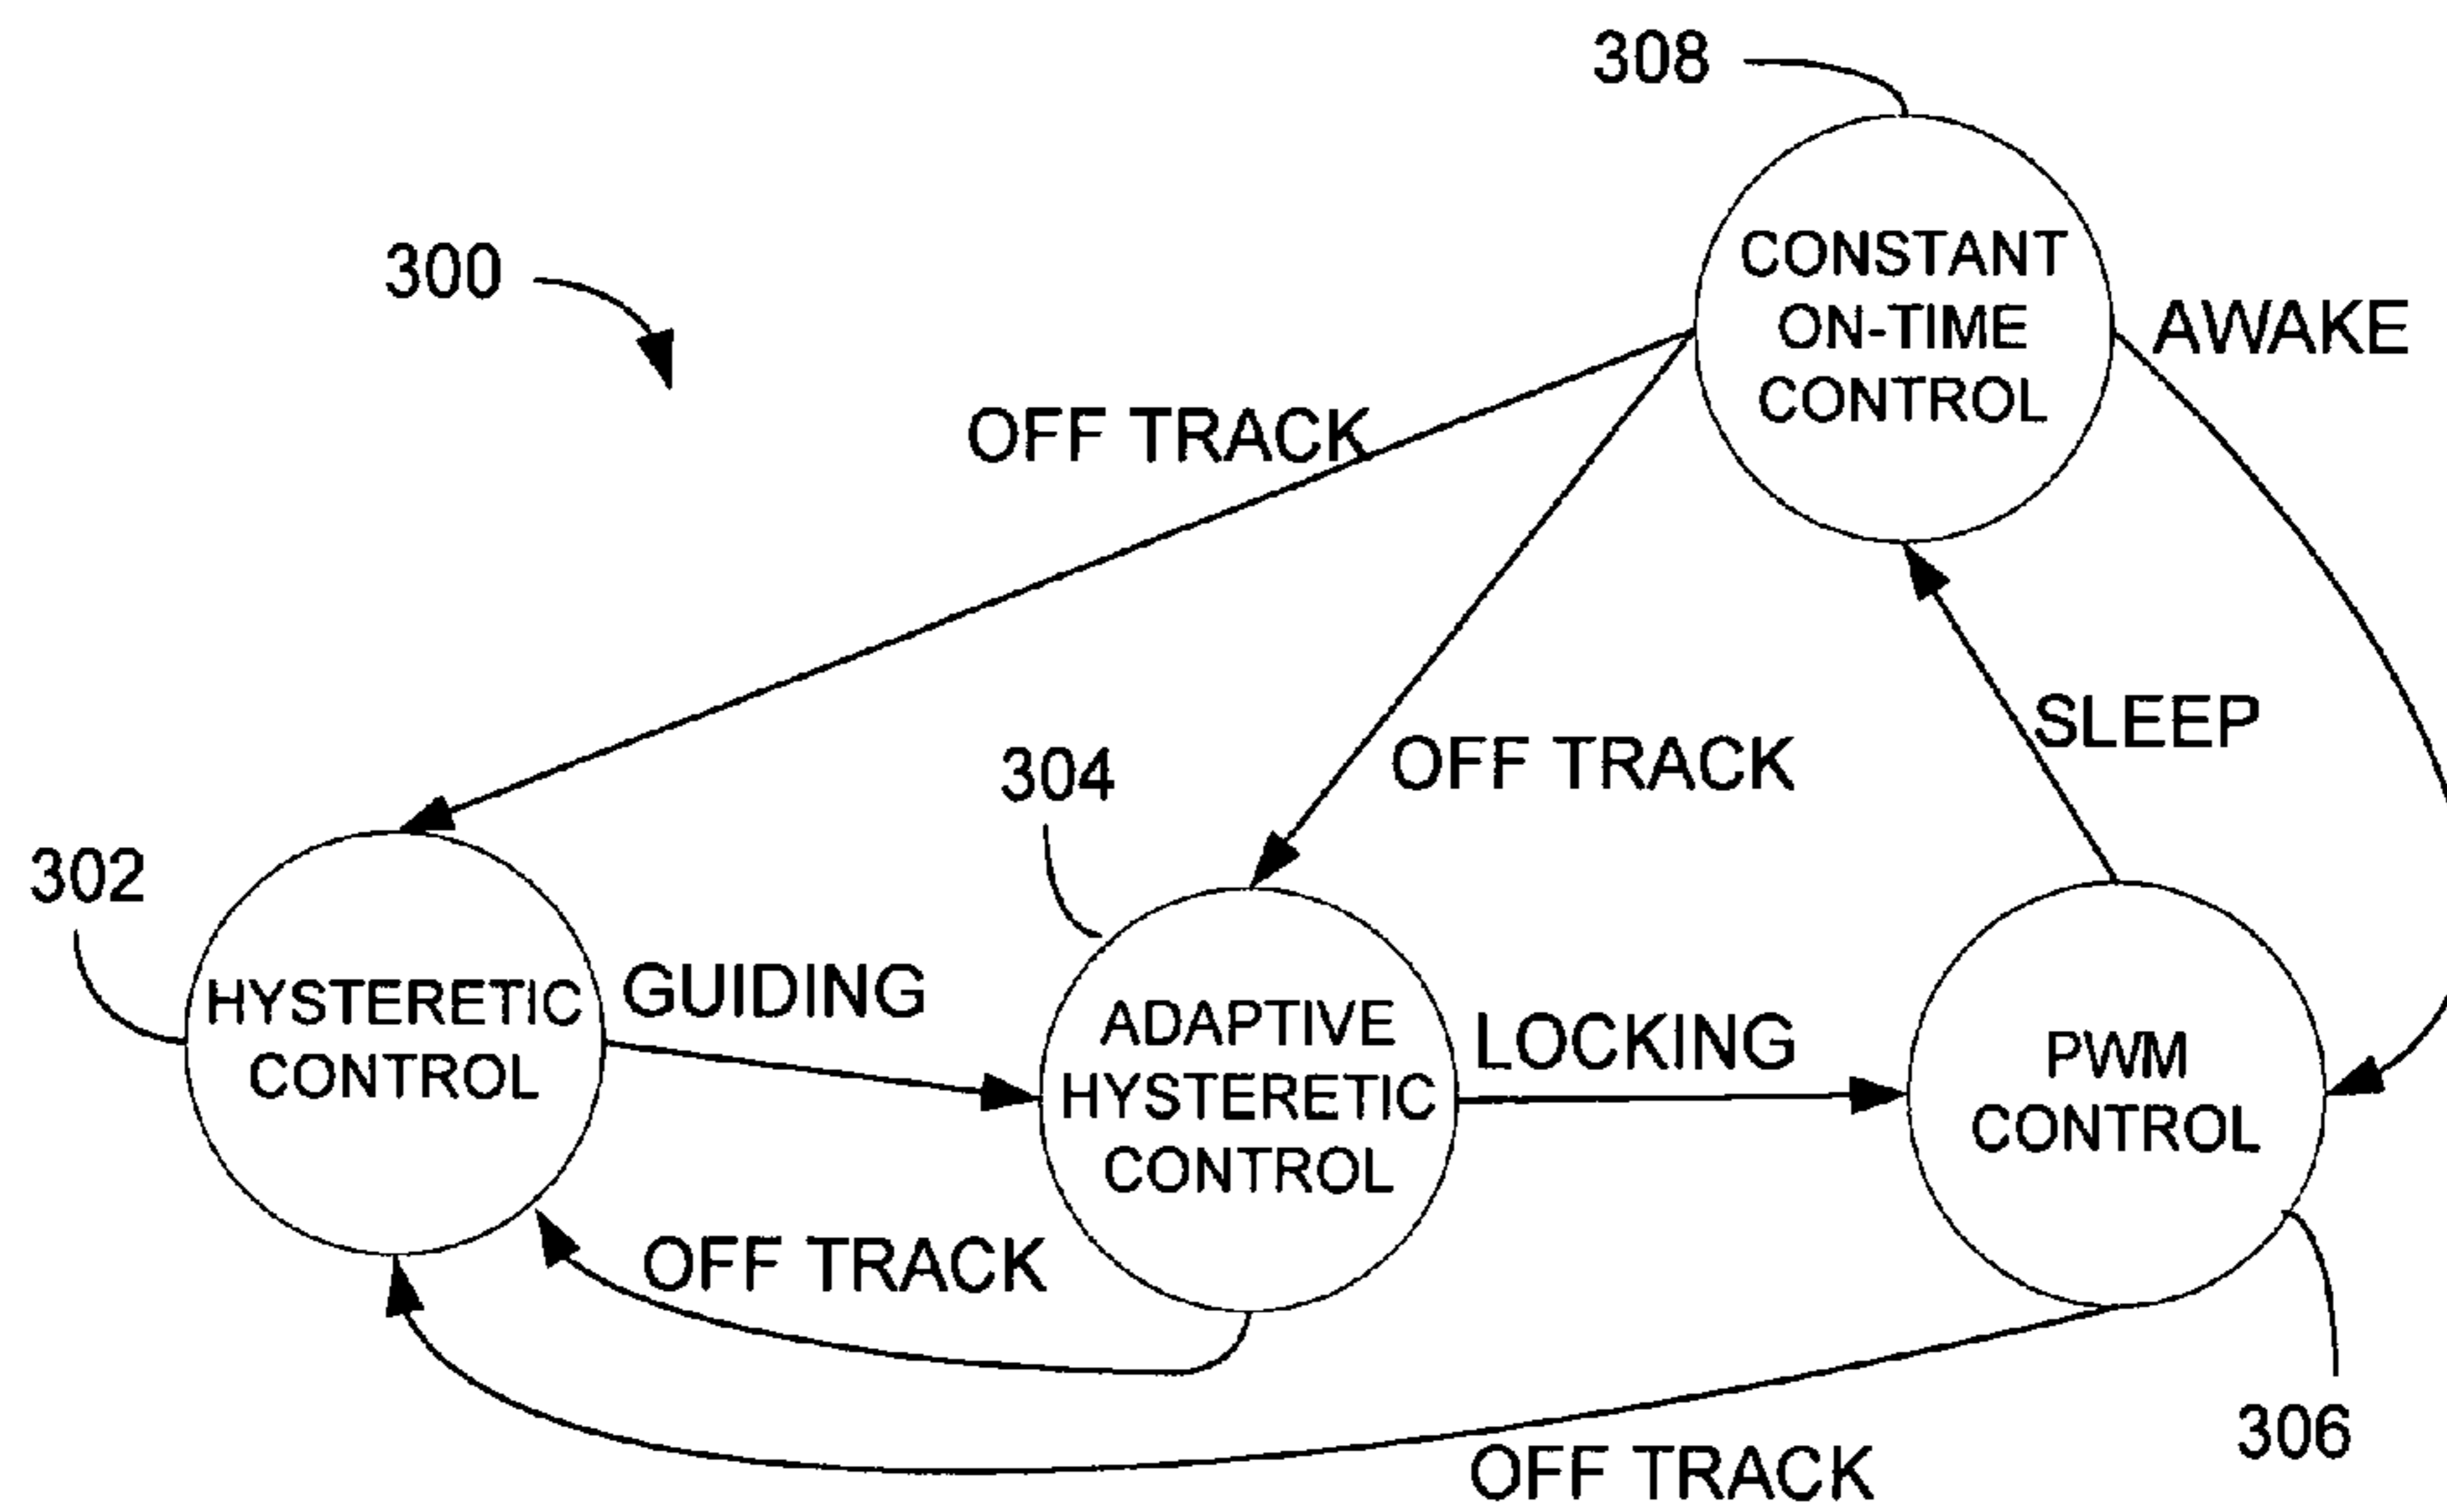 308
CONSTANT
ON-TIME
CONTROL
AWAKE
300
OFF TRACK
SLEEP
OFF TRACK
304
302
HYSTERETIC
CONTROL
GUIDING
ADAPTIVE
HYSTERETIC
CONTROL
LOCKING
PWM
CONTROL
OFF TRACK
306
OFF TRACK